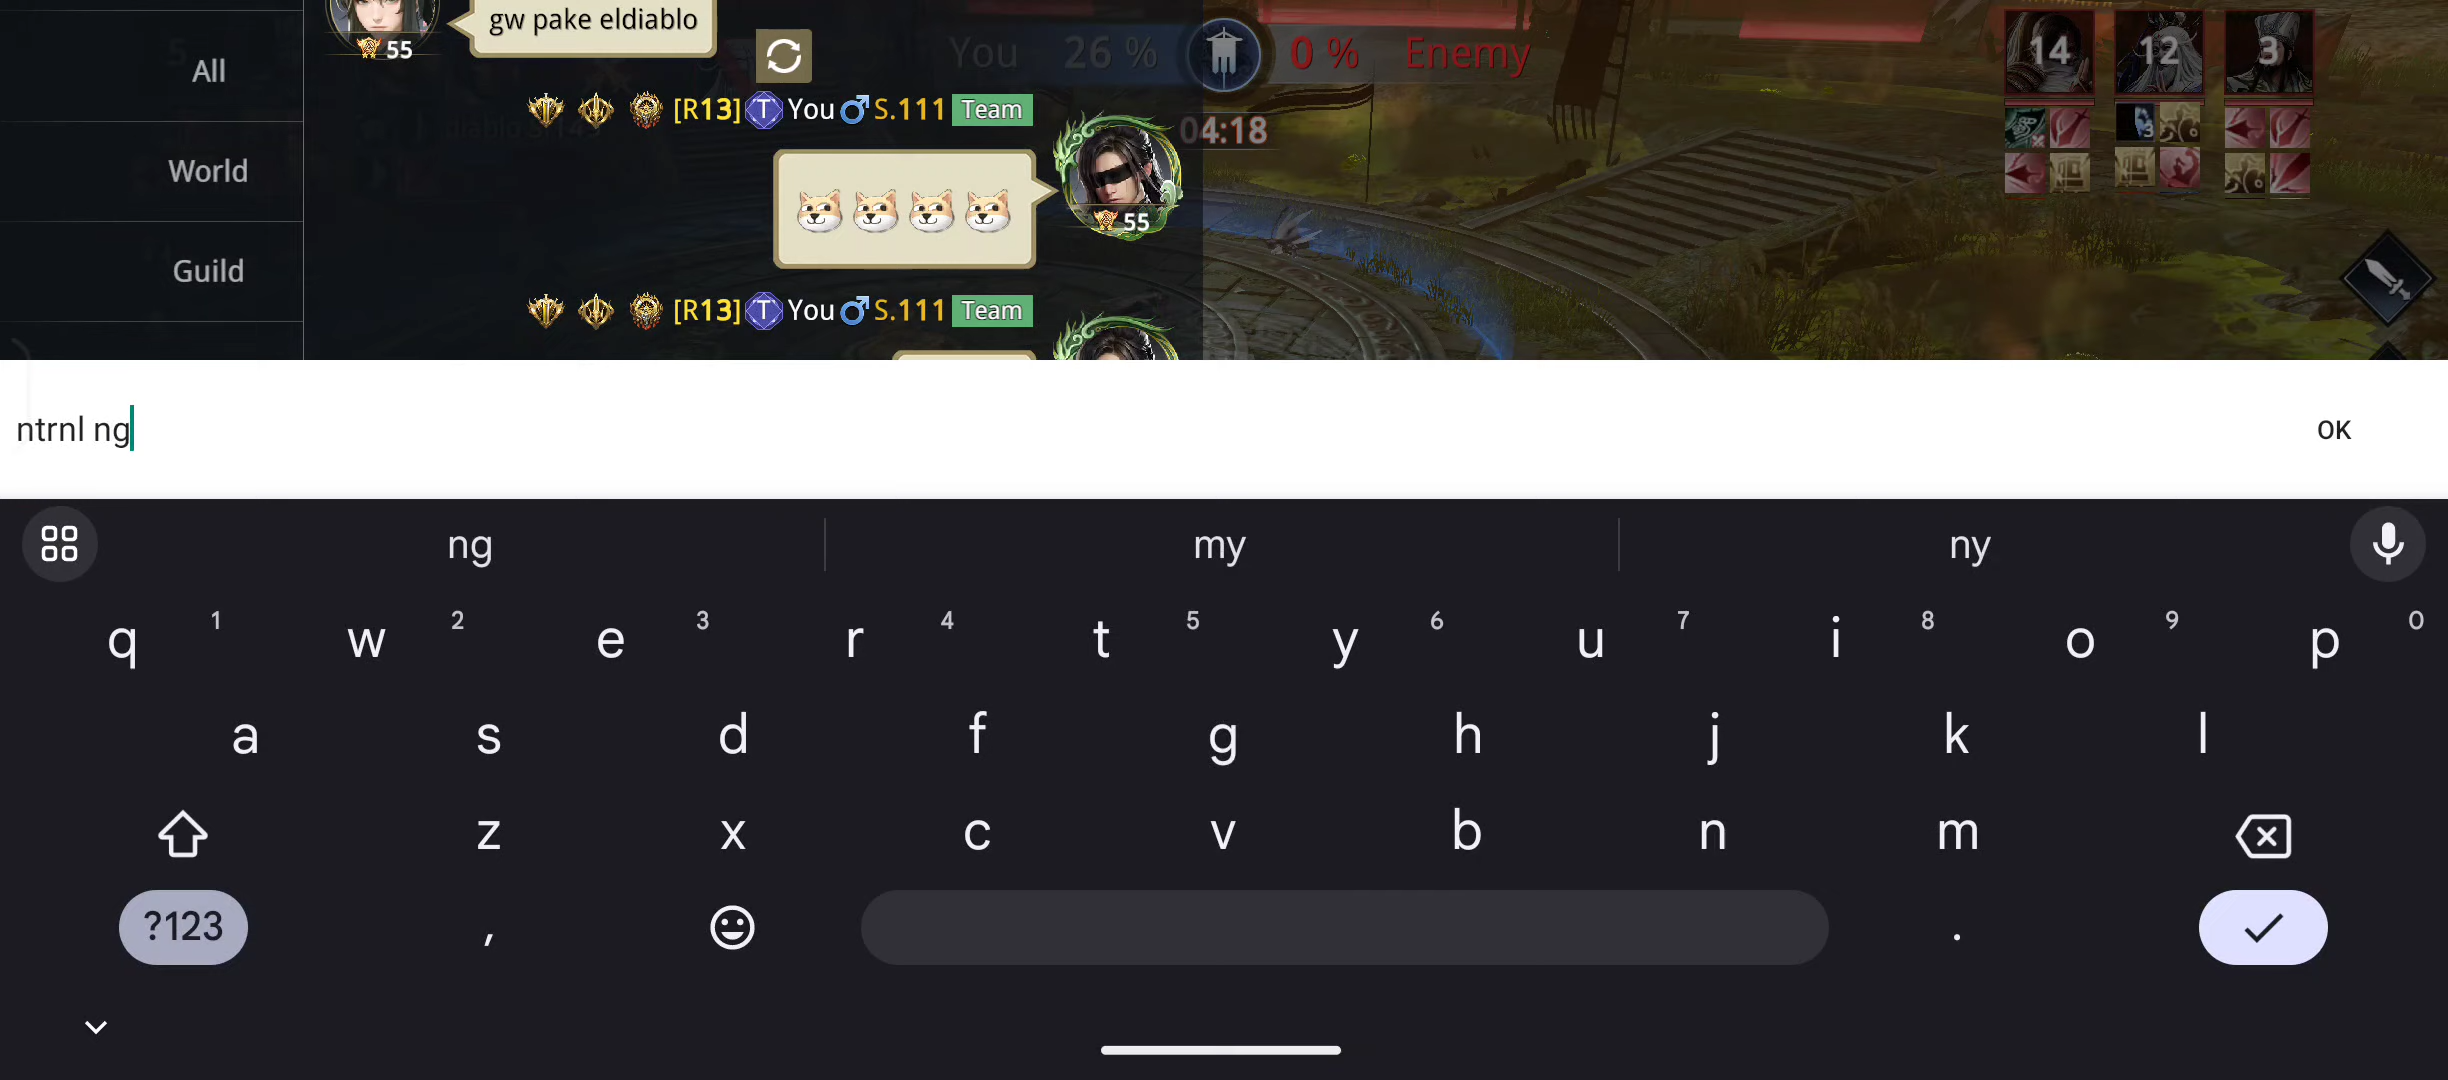 gw pake eldiablo
55
You 26 % 0 % Enemy
14 12 3
All
[R13] T You S.111 Team
04:18
3
World
55
Guild
[R13] T You S.111 Team
ntrnl ng
OK
ng my ny
q 1 w 2 e 3 r 4 t 5 y 6 u 7 i 8 o 9 p 0
a s d f g h j k l
z x c v b n m
?123 , .